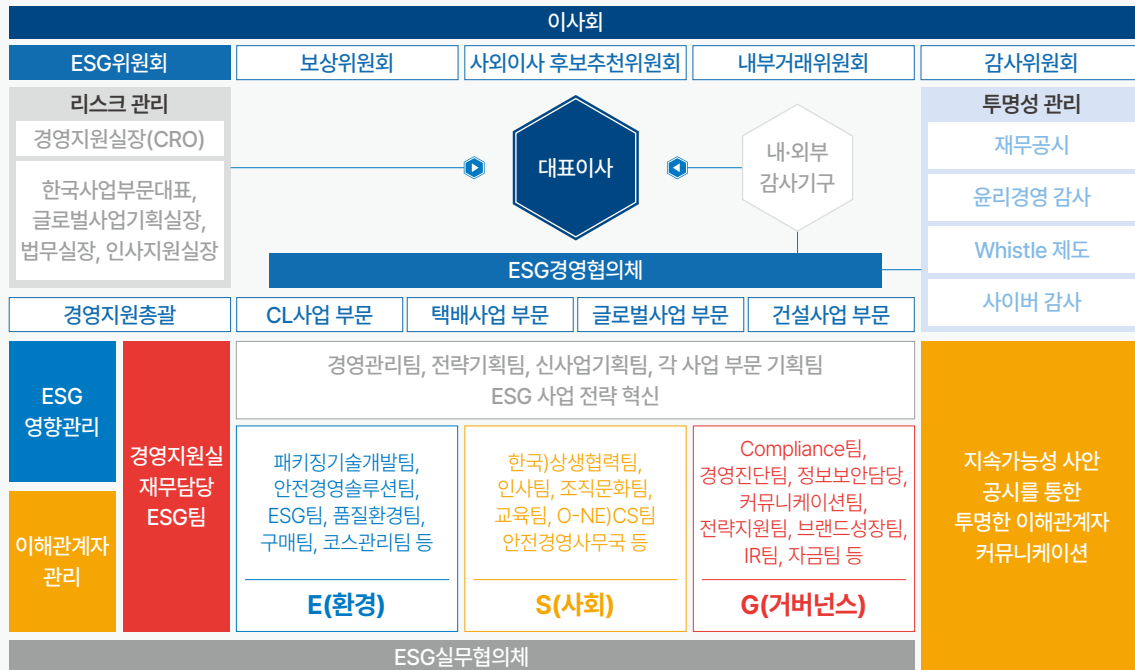 이사회
ESG위원회
보상위원회
사외이사 후보추천위원회
내부거래위원회
감사위원회
리스크 관리
경영지원실장(CRO)
한국사업부문대표,
글로벌사업기획실장,
법무실장, 인사지원실장
대표이사
내·외부
감사기구
투명성 관리
재무공시
윤리경영 감사
Whistle 제도
사이버 감사
ESG경영협의체
경영지원총괄
CL사업 부문
택배사업 부문
글로벌사업 부문
건설사업 부문
ESG
영향관리
이해관계자
관리
경영지원실
재무담당
ESG팀
경영관리팀, 전략기획팀, 신사업기획팀, 각 사업 부문 기획팀
ESG 사업 전략 혁신
패키징기술개발팀,
안전경영솔루션팀,
ESG팀, 품질환경팀,
구매팀, 코스관리팀 등
E(환경)
한국)상생협력팀,
인사팀, 조직문화팀,
교육팀, O-NE)CS팀
안전경영사무국 등
S(사회)
Compliance팀,
경영진단팀, 정보보안담당,
커뮤니케이션팀,
전략지원팀, 브랜드성장팀,
IR팀, 자금팀 등
G(거버넌스)
지속가능성 사안
공시를 통한
투명한 이해관계자
커뮤니케이션
ESG실무협의체